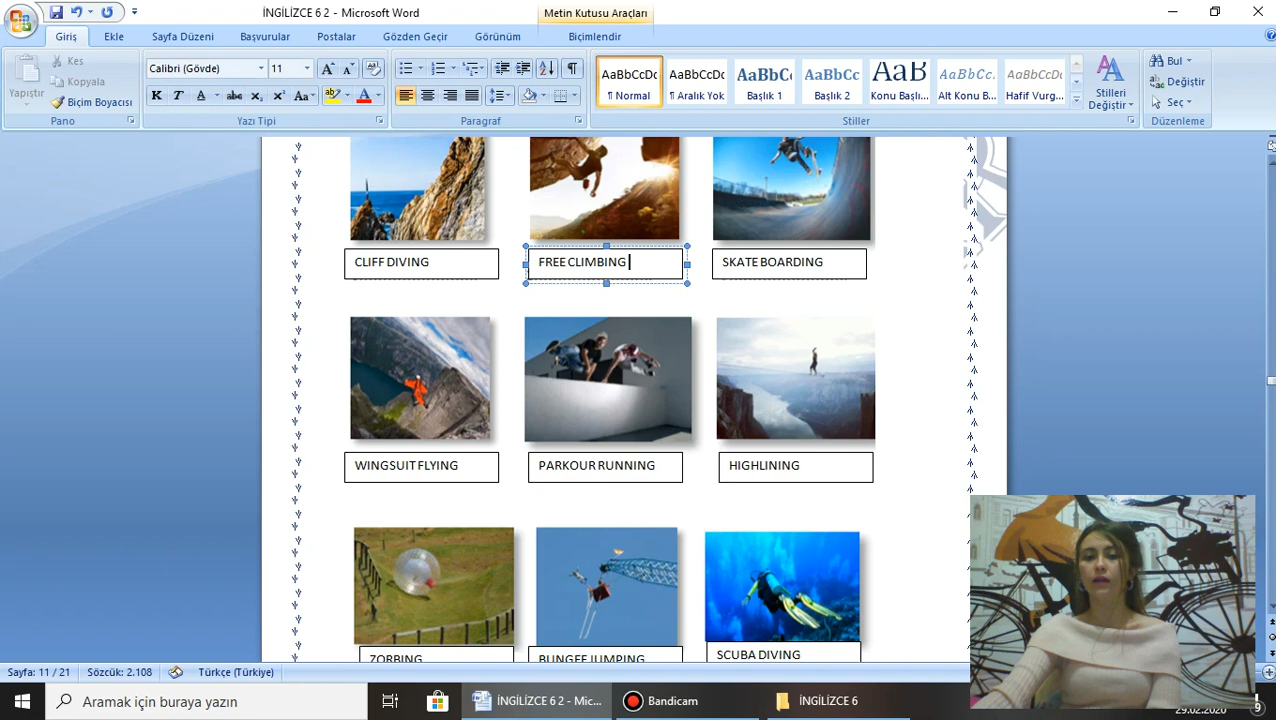 İNGİLİZCE 6 2 - Microsoft Word
Metin Kutusu Araçları
Giriş Ekle Sayfa Düzeni Başvurular Postalar Gözden Geçir Görünüm Biçimlendir
Yapıştır
Kes
Kopyala
Biçim Boyacısı
Pano
Calibri (Gövde) 11
Yazı Tipi
Paragraf
AaBbCcDc AaBbCcDc AaBbCc AaBbCc AaB AaBbCc. AaBbCcDc
¶ Normal ¶ Aralık Yok Başlık 1 Başlık 2 Konu Başlı... Alt Konu B... Hafif Vurg...
Stilleri
Değiştir
Stiller
Bul
Değiştir
Seç
Düzenleme
CLIFF DIVING
FREE CLIMBING
SKATE BOARDING
WINGSUIT FLYING
PARKOUR RUNNING
HIGHLINING
ZORBING
BUNGEE JUMPING
SCUBA DIVING
Sayfa: 11 / 21 Sözcük: 2.108 Türkçe (Türkiye)
Aramak için buraya yazın
İNGİLİZCE 6 2 - Mic...
Bandicam
İNGİLİZCE 6
29.02.2020